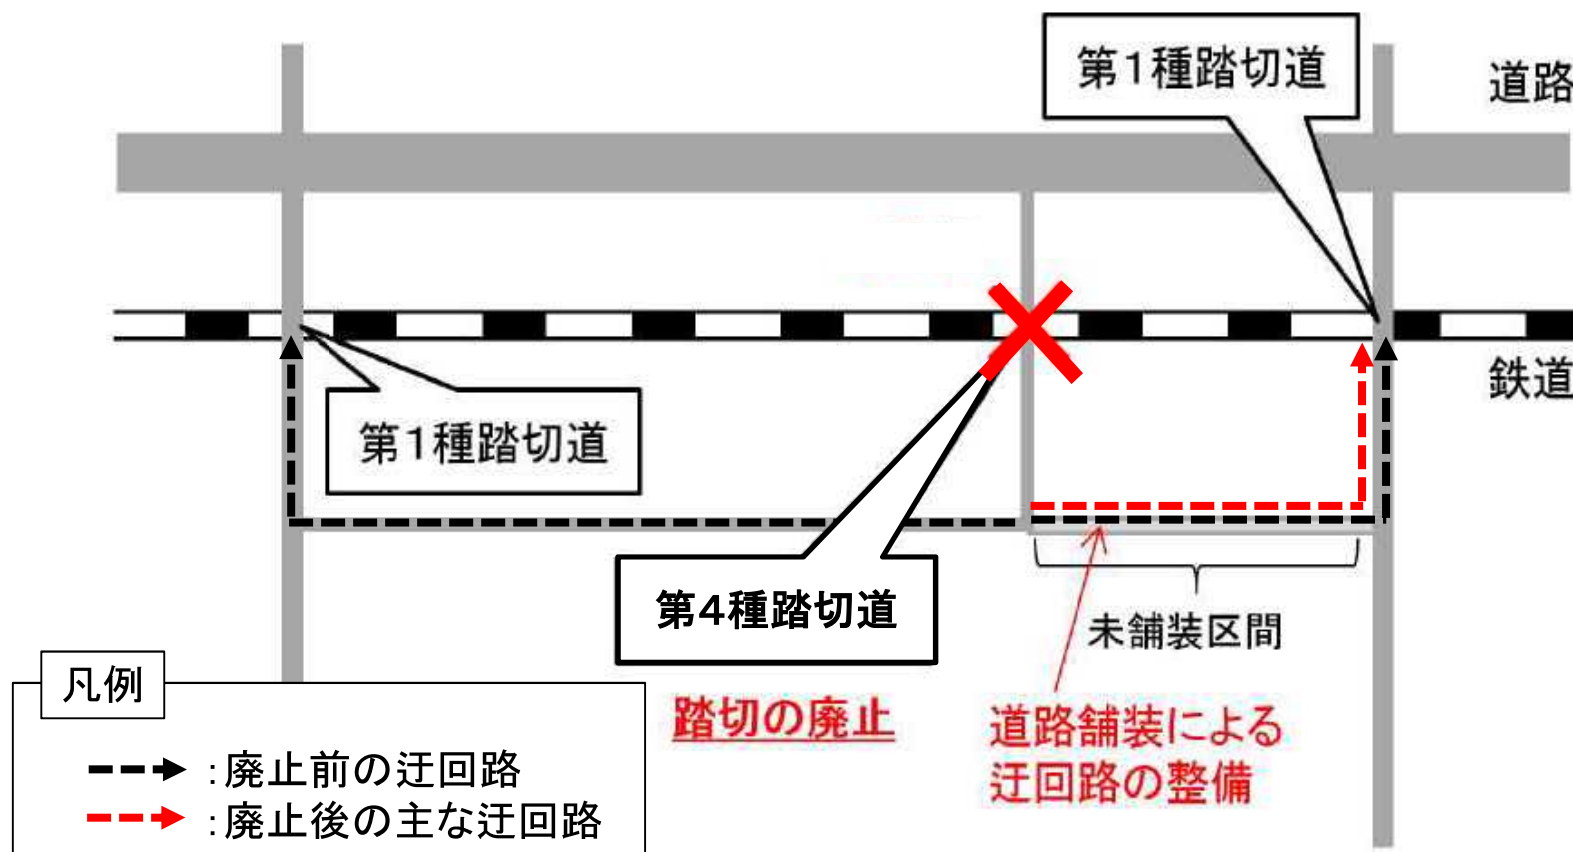 第1種踏切道
道路
鉄道
第1種踏切道
第4種踏切道
未舗装区間
踏切の廃止
道路舗装による
迂回路の整備
凡例
:廃止前の迂回路
:廃止後の主な迂回路